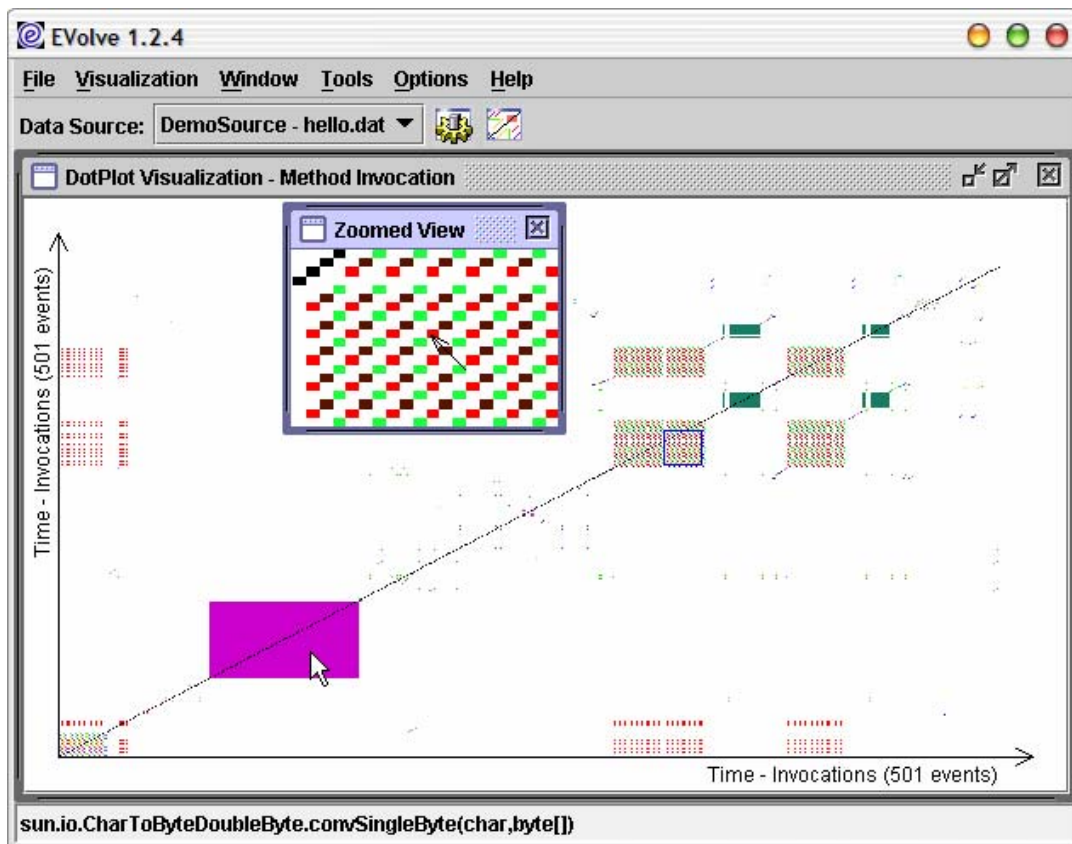 EVolve 1.2.4
File Visualization Window Tools Options Help
Data Source: DemoSource - hello.dat
DotPlot Visualization - Method Invocation
Zoomed View
Time - Invocations (501 events)
Time - Invocations (501 events)
sun.io.CharToByteDoubleByte.convSingleByte(char,byte[])